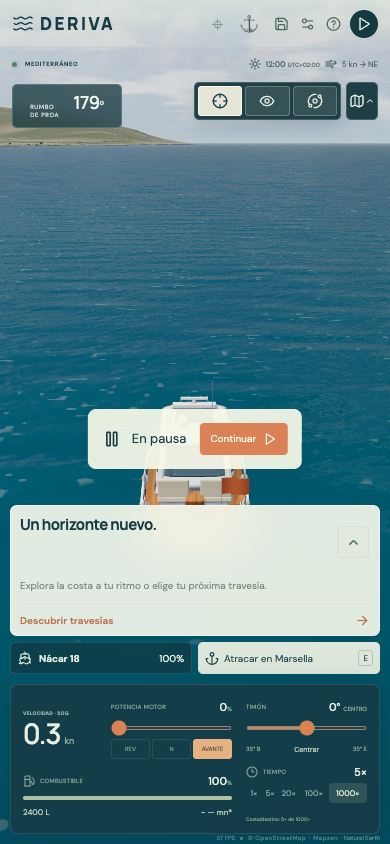 DERIVA
MEDITERRÁNEO
12:00 UTC+02:00 5 kn → NE
RUMBO DE PROA 179°
En pausa
Continuar
Un horizonte nuevo.
Explora la costa a tu ritmo o elige tu próxima travesía.
Descubrir travesías →
Nácar 18 100%
Atracar en Marsella E
VELOCIDAD · SOG
0.3 kn
POTENCIA MOTOR 0%
REV N AVANTE
TIMÓN 0° CENTRO
35° B Centrar 35° E
COMBUSTIBLE 100%
2400 L — — mn*
TIEMPO 5×
1× 5× 20× 100× 1000×
57 FPS • © OpenStreetMap · Mapzen · Natural Earth